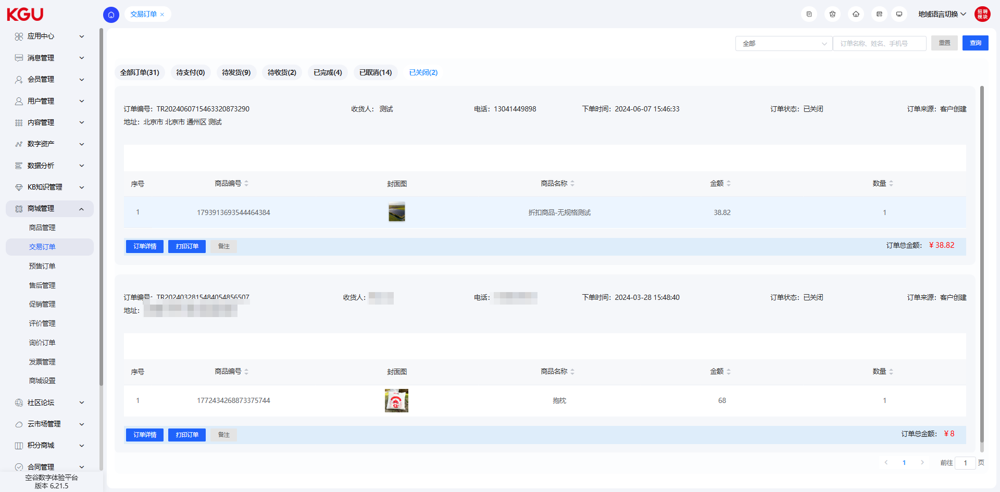 KGU
交易订单 ×
地域语言切换
招聘
模块
应用中心
消息管理
会员管理
用户管理
内容管理
数字资产
数据分析
KB知识管理
商城管理
商品管理
交易订单
预售订单
售后管理
促销管理
评价管理
询价订单
发票管理
商城设置
社区论坛
云市场管理
积分商城
合同管理
空谷数字体验平台
版本 6.21.5
全部
订单名称、姓名、手机号
重置
查询
全部订单(31)
待支付(0)
待发货(9)
待收货(2)
已完成(4)
已取消(14)
已关闭(2)
订单编号：TR2024060715463320873290 收货人： 测试 电话：13041449898 下单时间：2024-06-07 15:46:33 订单状态：已关闭 订单来源：客户创建
地址：北京市 北京市 通州区 测试
序号 商品编号 封面图 商品名称 金额 数量
1 1793913693544464384 折扣商品-无规格测试 38.82 1
订单详情 打印订单 备注 订单总金额： ¥ 38.82
订单编号：TR2024032815484054856507 收货人： 电话： 下单时间：2024-03-28 15:48:40 订单状态：已关闭 订单来源：客户创建
地址：
序号 商品编号 封面图 商品名称 金额 数量
1 1772434268873375744 抱枕 68 1
订单详情 打印订单 备注 订单总金额： ¥ 8
1 前往 1 页